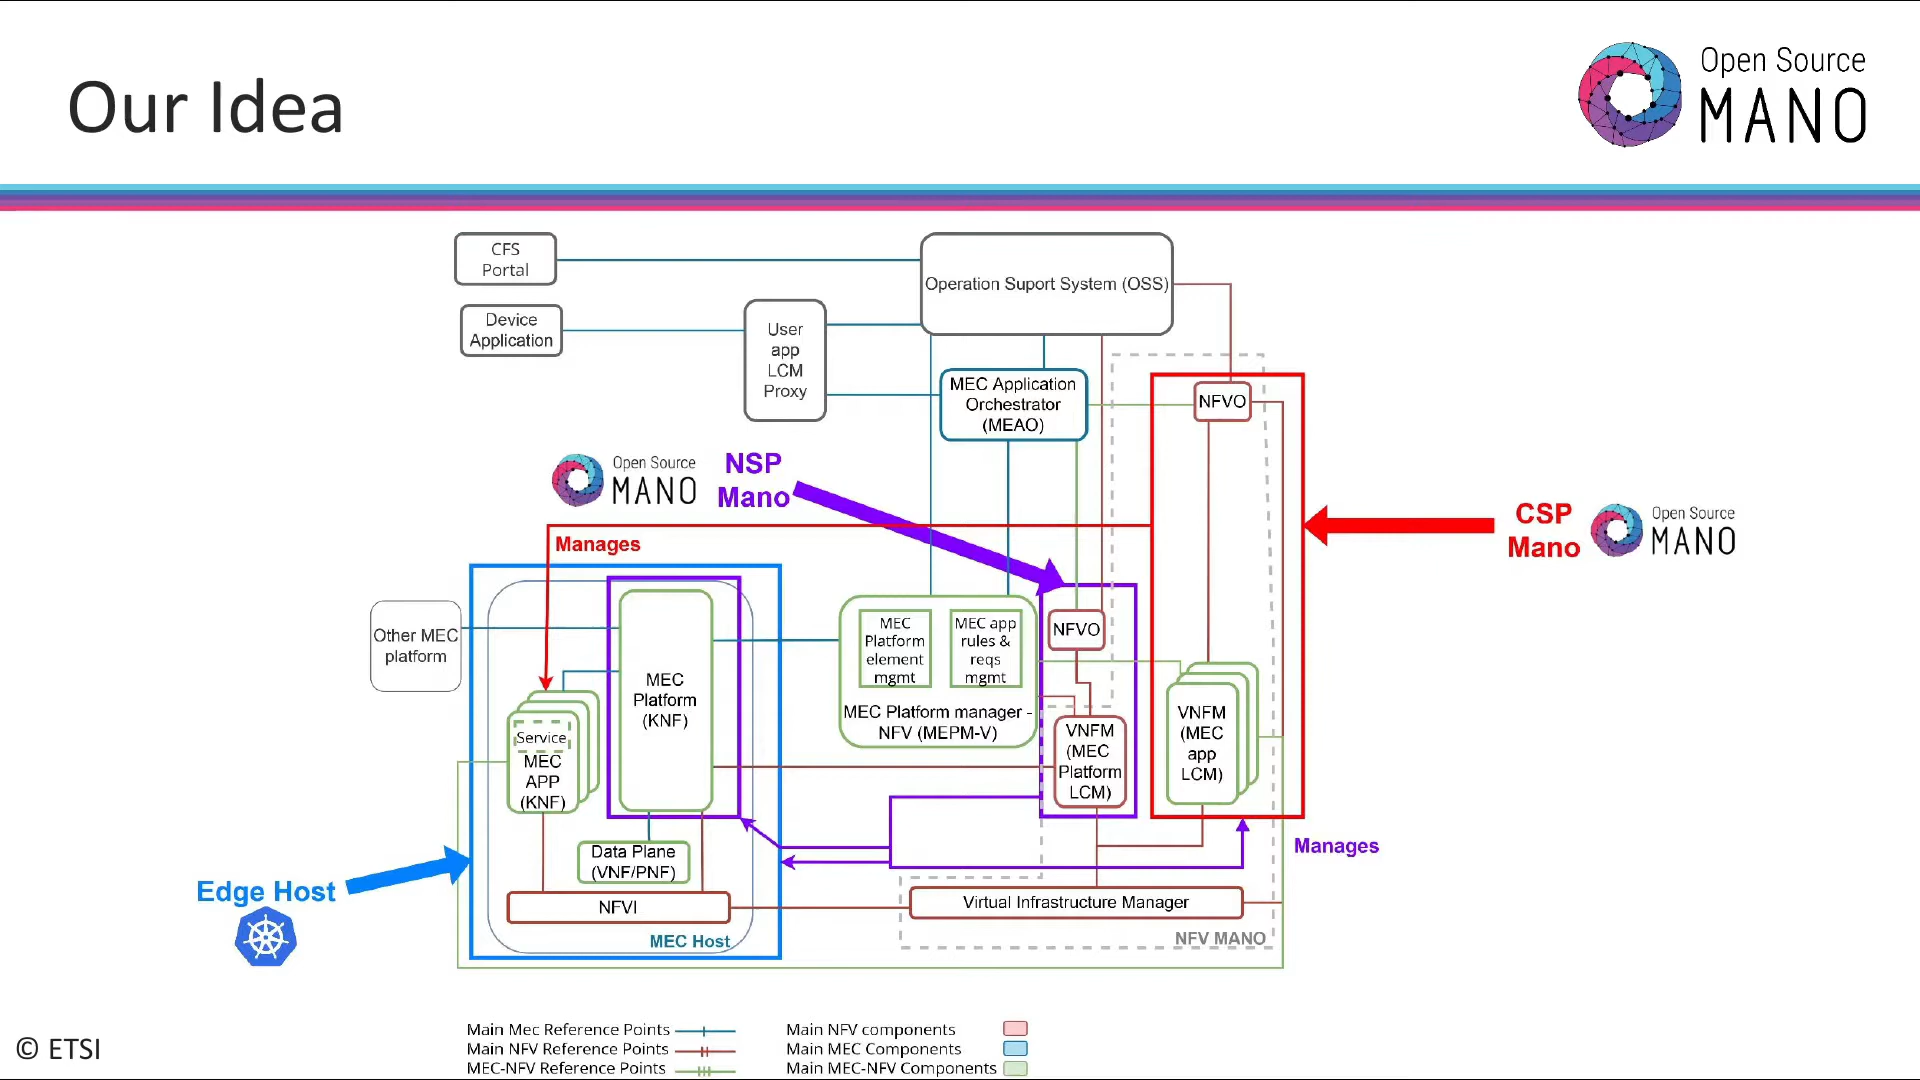 Our Idea
Open Source
MANO
CFS
Portal
Operation Suport System (OSS)
Device
Application
User
app
LCM
Proxy
MEC Application
Orchestrator
(MEAO)
NFVO
Open Source
MANO
NSP
Mano
CSP
Mano
Open Source
MANO
Manages
Other MEC
platform
MEC
Platform
(KNF)
Service
MEC
APP
(KNF)
MEC
Platform
element
mgmt
MEC app
rules &
reqs
mgmt
MEC Platform manager -
NFV (MEPM-V)
NFVO
VNFM
(MEC
Platform
LCM)
VNFM
(MEC
app
LCM)
Manages
Data Plane
(VNF/PNF)
Edge Host
NFVI
MEC Host
Virtual Infrastructure Manager
NFV MANO
Main Mec Reference Points
Main NFV Reference Points
MEC-NFV Reference Points
Main NFV components
Main MEC Components
Main MEC-NFV Components
© ETSI